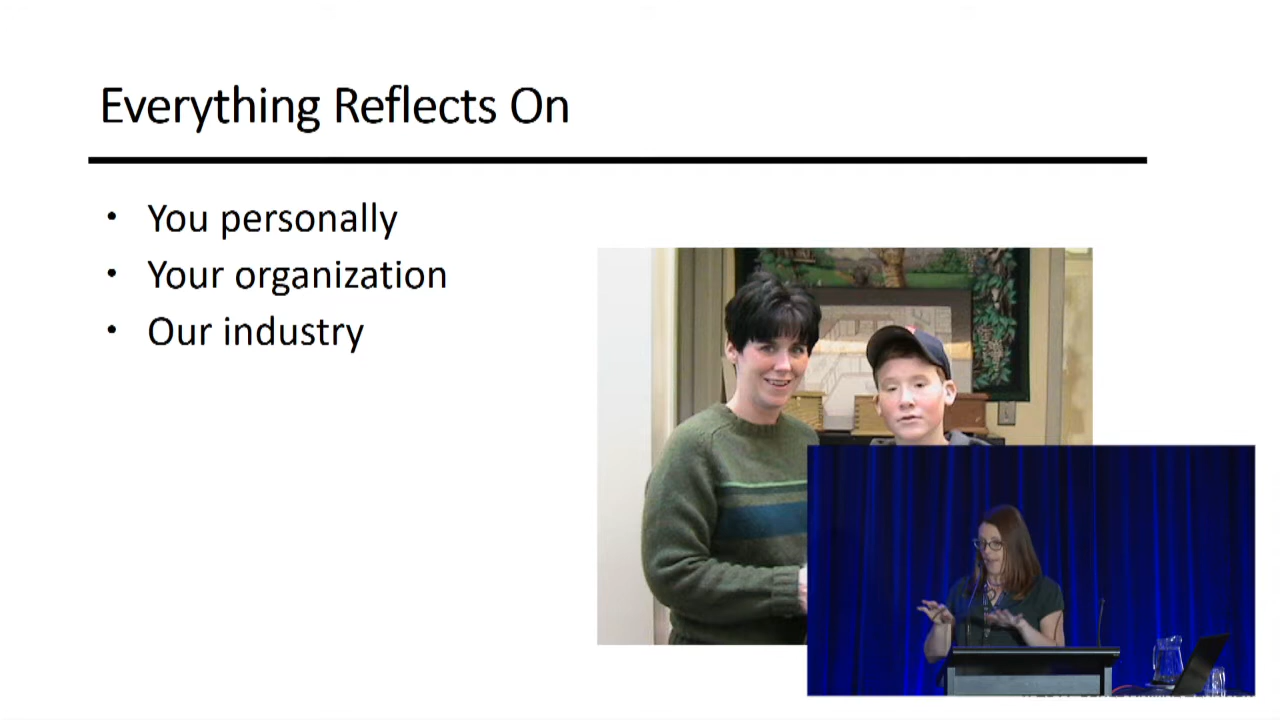 Everything Reflects On
• You personally
• Your organization
• Our industry